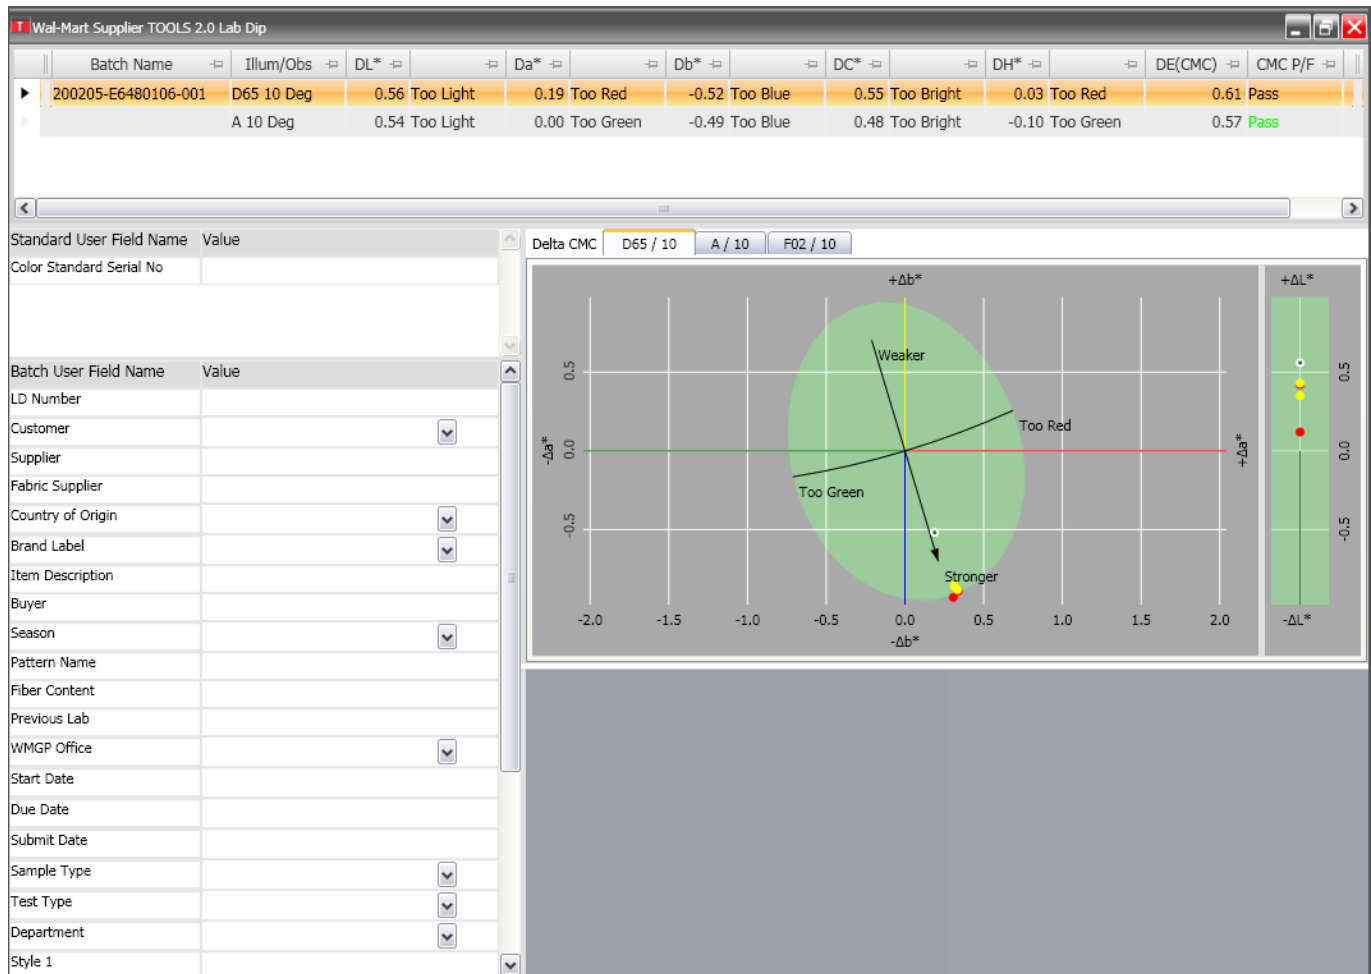 Wal-Mart Supplier TOOLS 2.0 Lab Dip
Batch Name Illum/Obs DL* Da* Db* DC* DH* DE(CMC) CMC P/F
200205-E6480106-001 D65 10 Deg 0.56 Too Light 0.19 Too Red -0.52 Too Blue 0.55 Too Bright 0.03 Too Red 0.61 Pass
A 10 Deg 0.54 Too Light 0.00 Too Green -0.49 Too Blue 0.48 Too Bright -0.10 Too Green 0.57 Pass
Standard User Field Name Value
Color Standard Serial No
Batch User Field Name Value
LD Number
Customer
Supplier
Fabric Supplier
Country of Origin
Brand Label
Item Description
Buyer
Season
Pattern Name
Fiber Content
Previous Lab
WMGP Office
Start Date
Due Date
Submit Date
Sample Type
Test Type
Department
Style 1
Delta CMC D65 / 10 A / 10 F02 / 10
+Δb* +ΔL*
Weaker
0.5 0.5
Too Red
-Δa* 0.0 +Δa* 0.0
Too Green
-0.5 -0.5
Stronger
-2.0 -1.5 -1.0 -0.5 0.0 0.5 1.0 1.5 2.0 -ΔL*
-Δb*